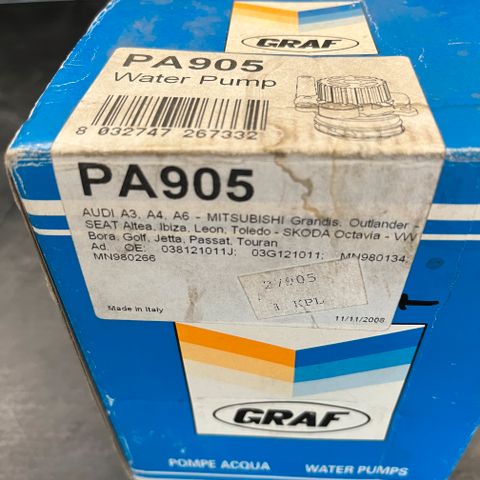 GRAF
PA905
Water Pump
8 032747 267332
PA905
AUDI A3, A4, A6 - MITSUBISHI Grandis, Outlander -
SEAT Altea, Ibiza, Leon, Toledo - SKODA Octavia - VW
Bora, Golf, Jetta, Passat, Touran
Ad. OE: 038121011J; 03G121011; MN980134;
MN980266
27905
1 KPL
Made in Italy
11/11/2008
GRAF
POMPE ACQUA
WATER PUMPS